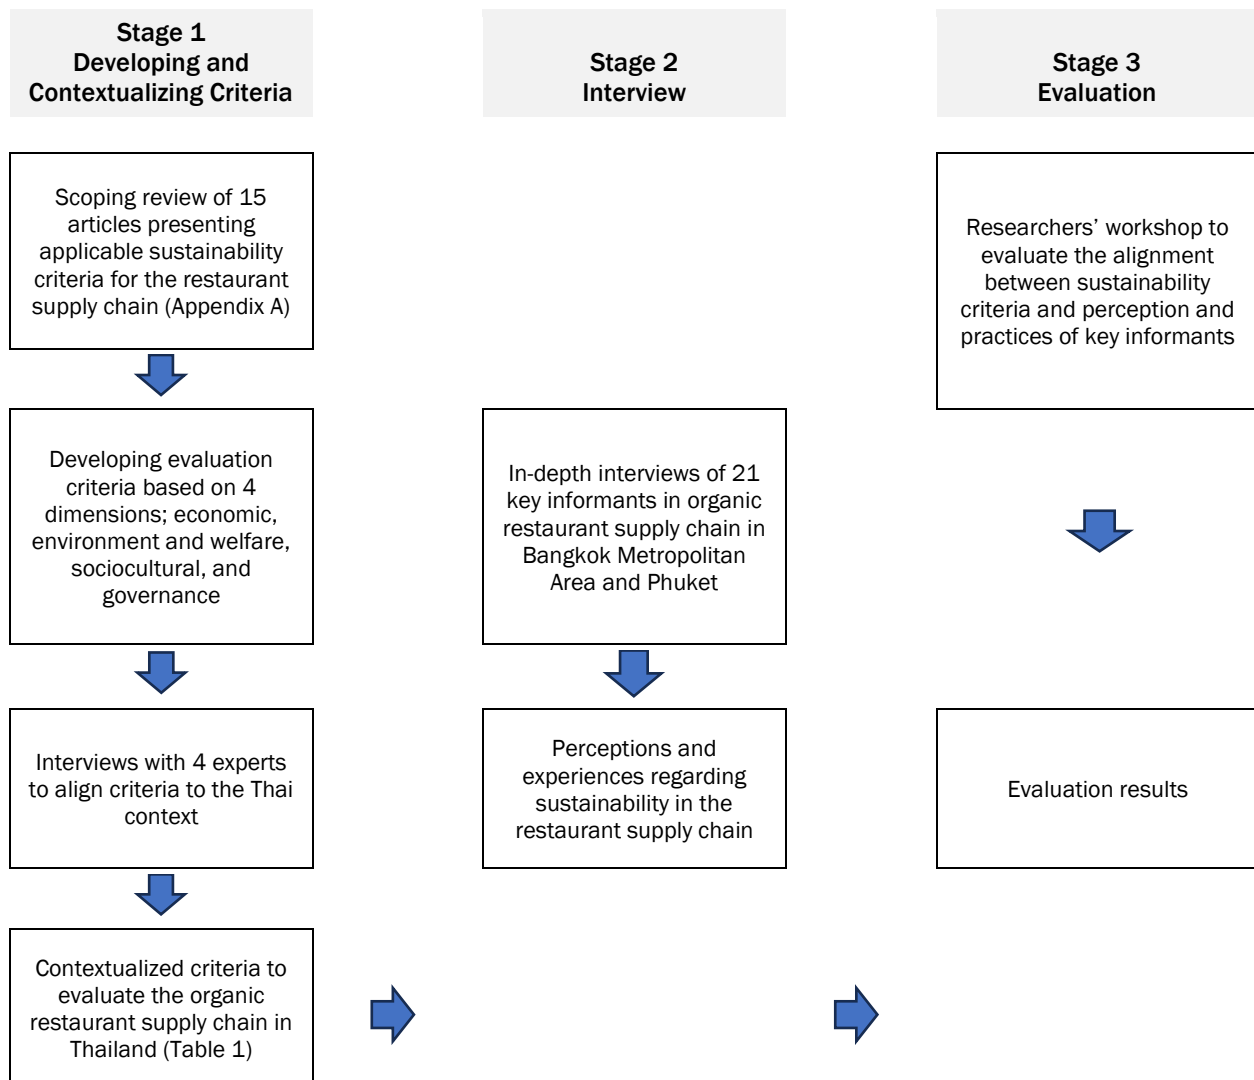 Stage 1
Developing and
Contextualizing Criteria
Scoping review of 15
articles presenting
applicable sustainability
criteria for the restaurant
supply chain (Appendix A)
Developing evaluation
criteria based on 4
dimensions; economic,
environment and welfare,
sociocultural, and
governance
Interviews with 4 experts
to align criteria to the Thai
context
Contextualized criteria to
evaluate the organic
restaurant supply chain in
Thailand (Table 1)
Stage 2
Interview
In-depth interviews of 21
key informants in organic
restaurant supply chain in
Bangkok Metropolitan
Area and Phuket
Perceptions and
experiences regarding
sustainability in the
restaurant supply chain
Stage 3
Evaluation
Researchers’ workshop to
evaluate the alignment
between sustainability
criteria and perception and
practices of key informants
Evaluation results